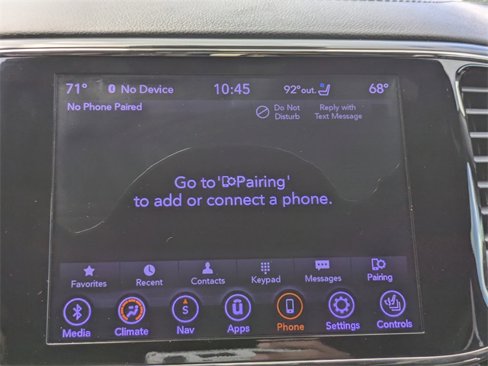 71° No Device 10:45 92°out. 68°
No Phone Paired
Do Not
Disturb
Reply with
Text Message
Go to 'Pairing'
to add or connect a phone.
Favorites Recent Contacts Keypad Messages Pairing
S
Media Climate Nav Apps Phone Settings Controls